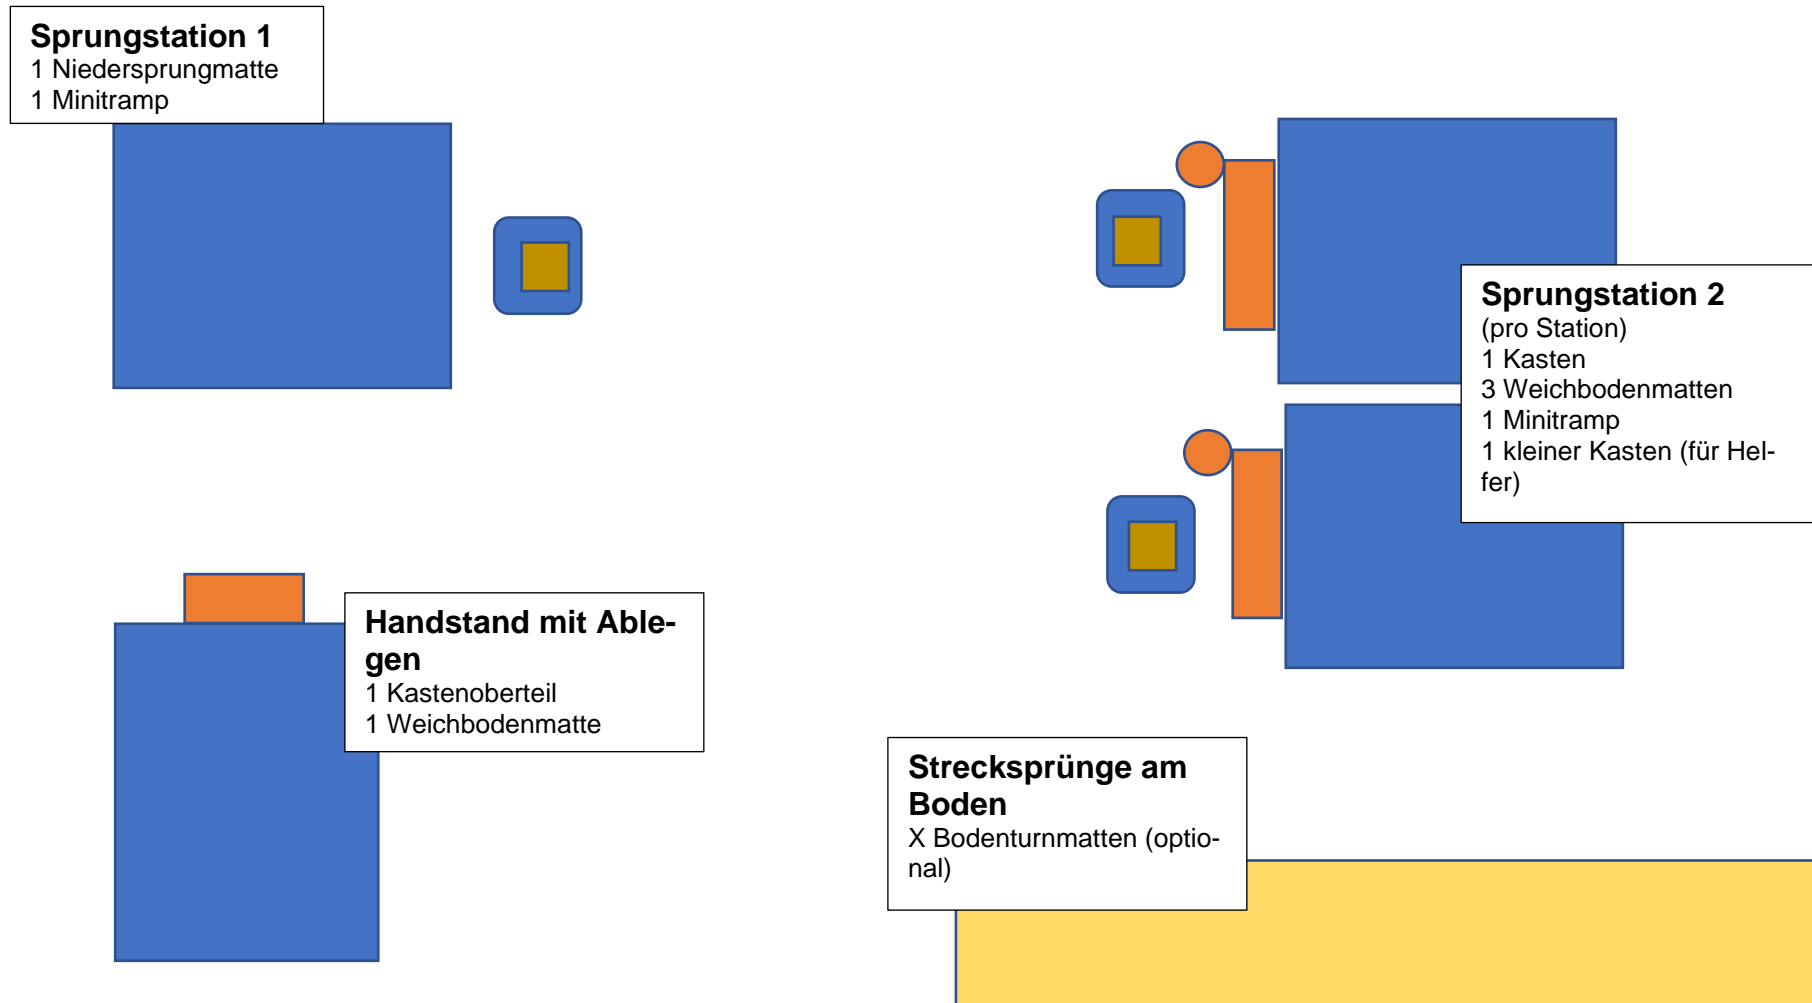 Sprungstation 1
1 Niedersprungmatte
1 Minitramp
Sprungstation 2
(pro Station)
1 Kasten
3 Weichbodenmatten
1 Minitramp
1 kleiner Kasten (für Hel-
fer)
Handstand mit Able-
gen
1 Kastenoberteil
1 Weichbodenmatte
Strecksprünge am
Boden
X Bodenturnmatten (optio-
nal)